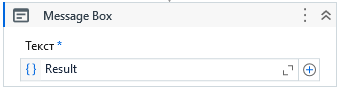 Message Box
Текст *
{ } Result